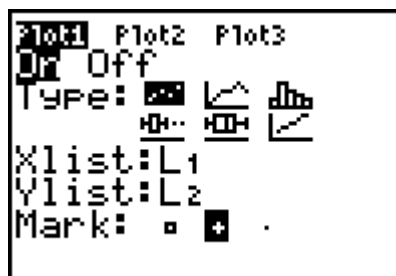 Plot1 Plot2 Plot3
On Off
Type:
Xlist:L₁
Ylist:L₂
Mark: ▫ + ·